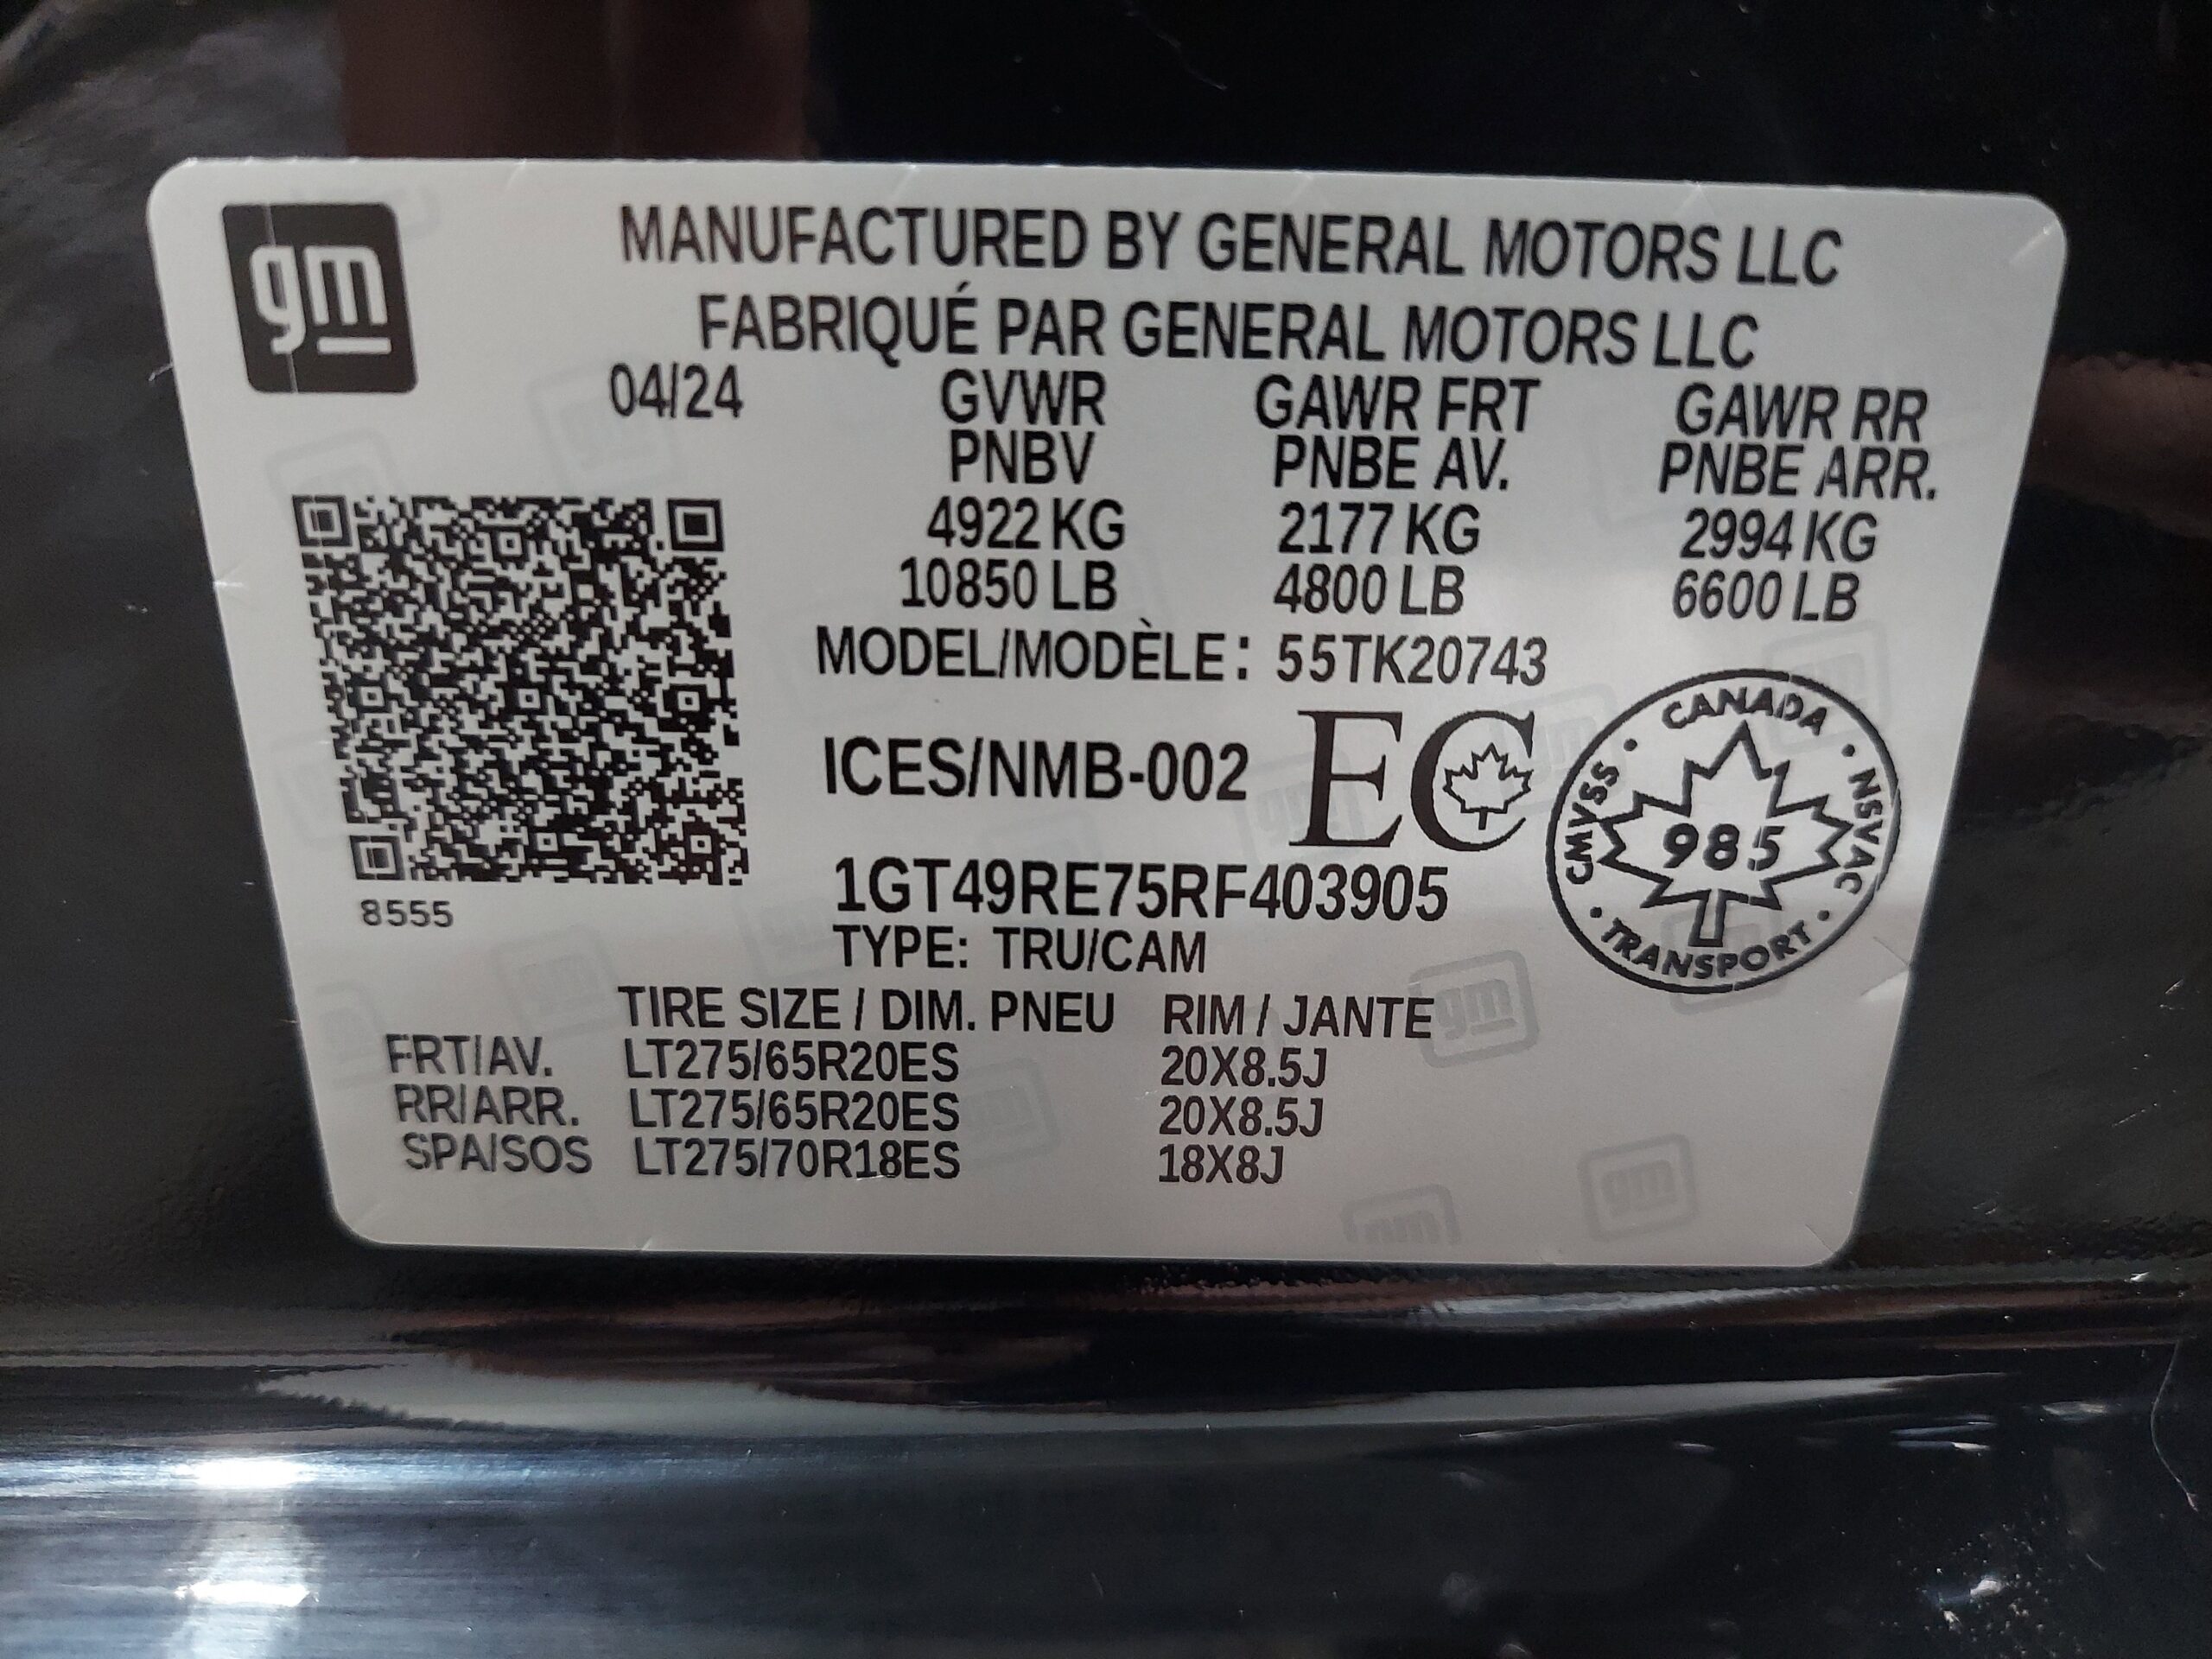 gm
MANUFACTURED BY GENERAL MOTORS LLC
FABRIQUÉ PAR GENERAL MOTORS LLC
04/24 GVWR GAWR FRT GAWR RR
PNBV PNBE AV. PNBE ARR.
4922 KG 2177 KG 2994 KG
10850 LB 4800 LB 6600 LB
MODEL/MODÈLE: 55TK20743
ICES/NMB-002 EC
CANADA • NSVAC • TRANSPORT • CMVSS •
985
8555
1GT49RE75RF403905
TYPE: TRU/CAM
TIRE SIZE / DIM. PNEU RIM / JANTE
FRT/AV. LT275/65R20ES 20X8.5J
RR/ARR. LT275/65R20ES 20X8.5J
SPA/SOS LT275/70R18ES 18X8J